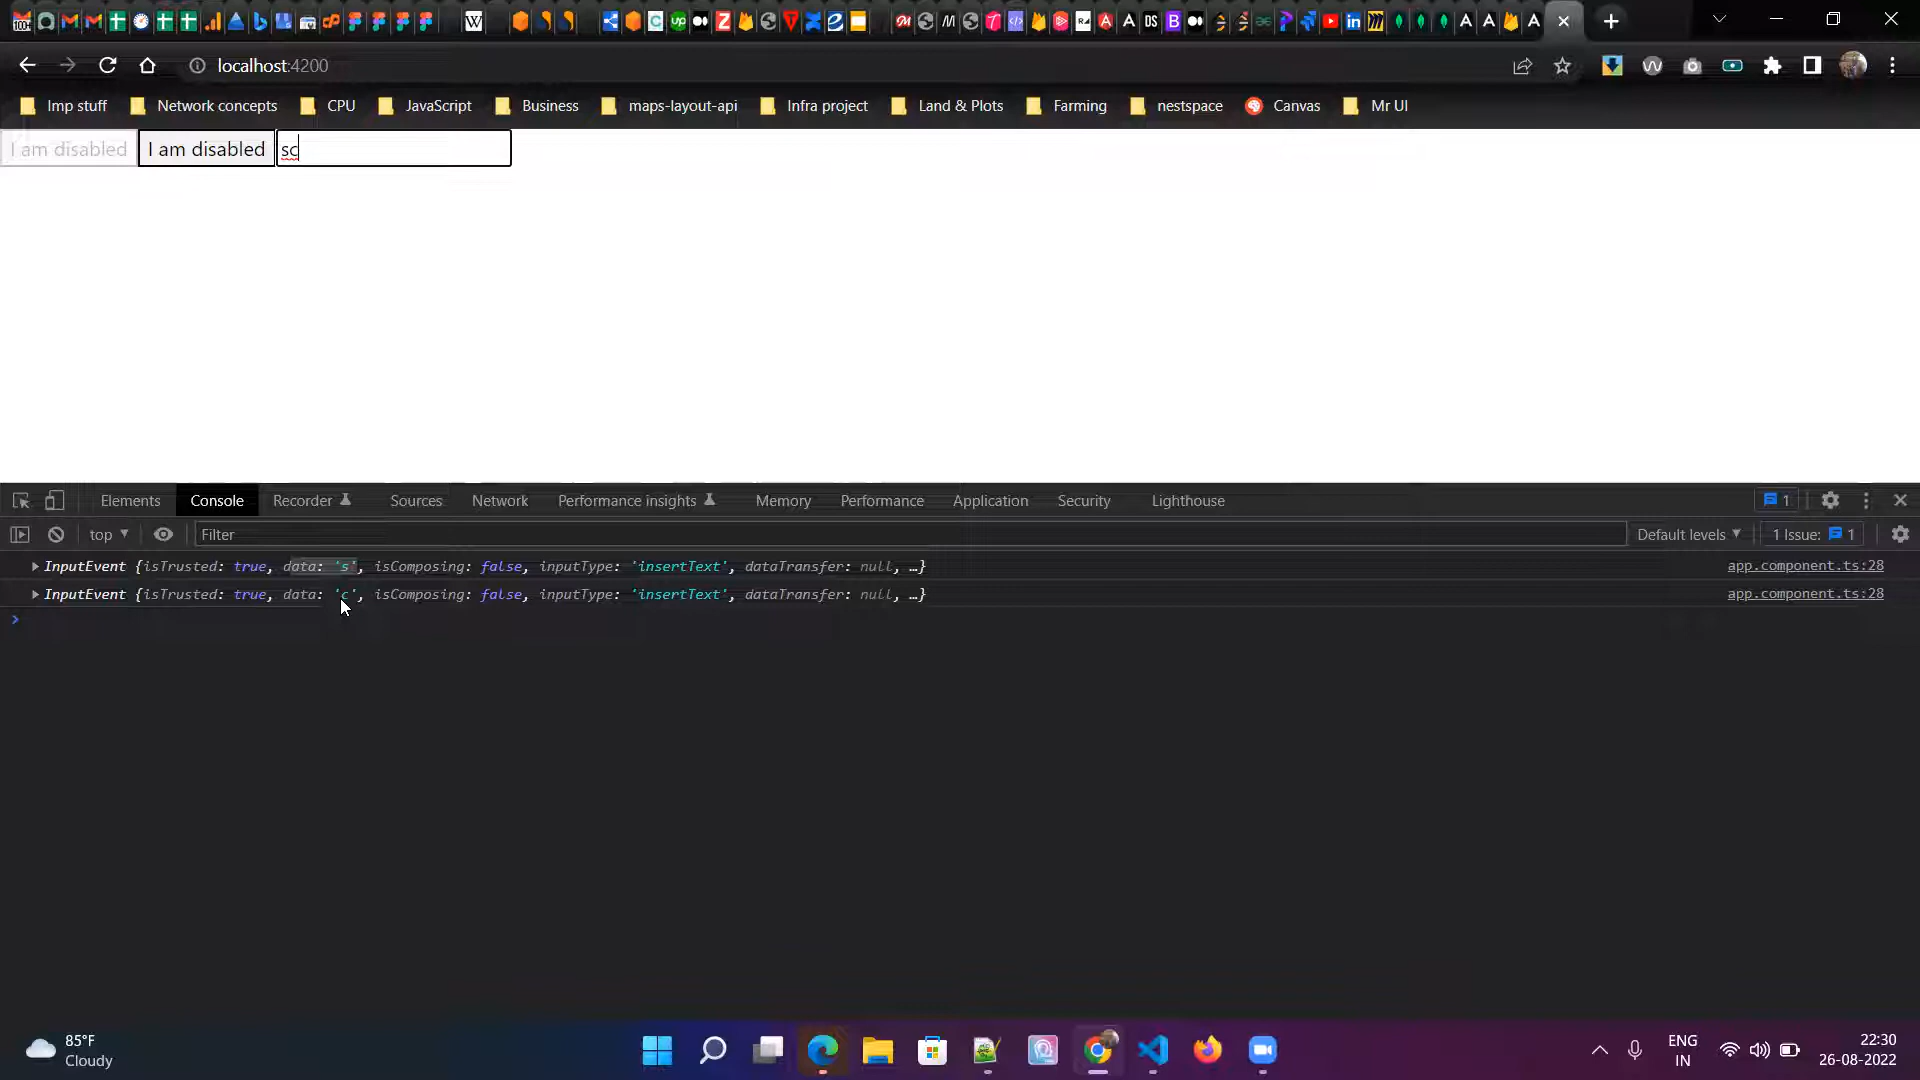 localhost:4200
Imp stuff Network concepts CPU JavaScript Business maps-layout-api Infra project Land & Plots Farming nestspace Canvas Mr UI
I am disabled I am disabled sc
Elements Console Recorder Sources Network Performance insights Memory Performance Application Security Lighthouse 1
top Filter Default levels 1 Issue: 1
InputEvent {isTrusted: true, data: 's', isComposing: false, inputType: 'insertText', dataTransfer: null, …} app.component.ts:28
InputEvent {isTrusted: true, data: 'c', isComposing: false, inputType: 'insertText', dataTransfer: null, …} app.component.ts:28
85°F
Cloudy
ENG
IN
22:30
26-08-2022